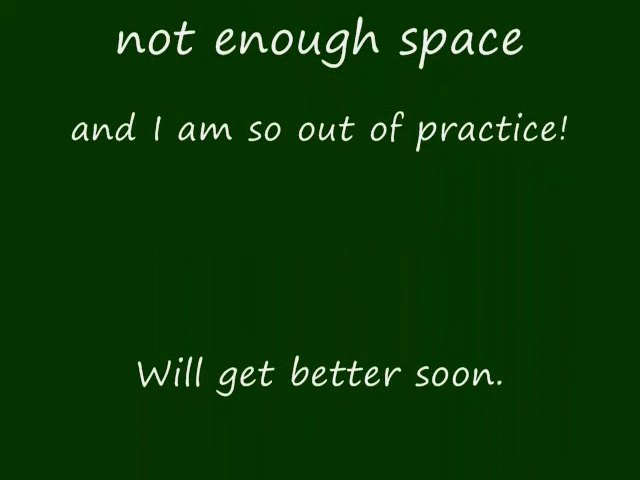 not enough space
and I am so out of practice!
Will get better soon.